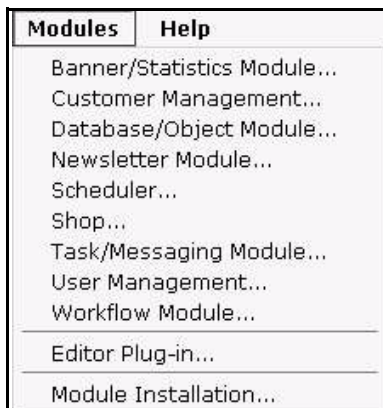 Modules Help
Banner/Statistics Module...
Customer Management...
Database/Object Module...
Newsletter Module...
Scheduler...
Shop...
Task/Messaging Module...
User Management...
Workflow Module...
Editor Plug-in...
Module Installation...